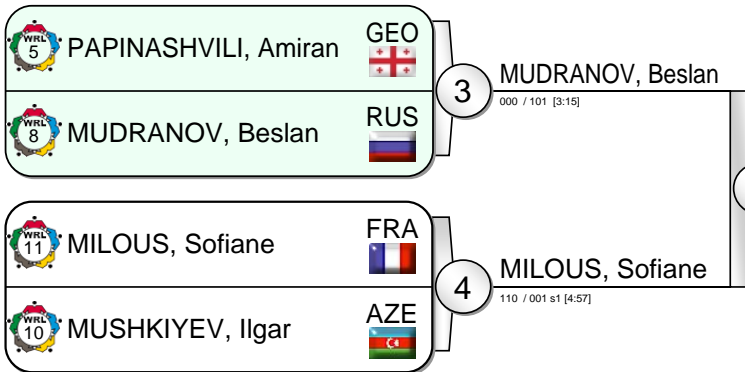 WRL
5
PAPINASHVILI, Amiran
GEO
WRL
8
MUDRANOV, Beslan
RUS
3
MUDRANOV, Beslan
000 / 101 [3:15]
WRL
11
MILOUS, Sofiane
FRA
WRL
10
MUSHKIYEV, Ilgar
AZE
4
MILOUS, Sofiane
110 / 001 s1 [4:57]